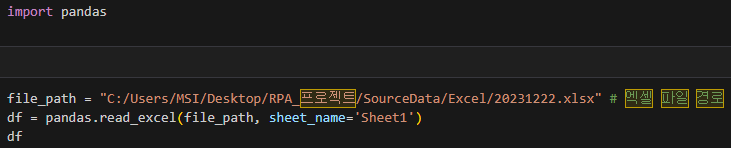 import pandas
file_path = "C:/Users/MSI/Desktop/RPA_프로젝트/SourceData/Excel/20231222.xlsx" # 엑셀 파일 경로
df = pandas.read_excel(file_path, sheet_name='Sheet1')
df